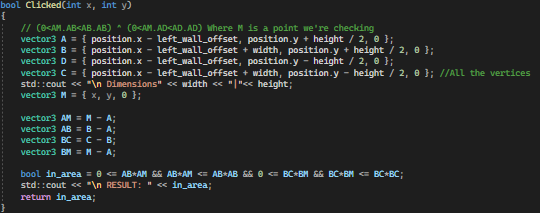 bool Clicked(int x, int y)
{
// (0<AM.AB<AB.AB) ^ (0<AM.AD<AD.AD) Where M is a point we're checking
vector3 A = { position.x - left_wall_offset, position.y + height / 2, 0 };
vector3 B = { position.x - left_wall_offset + width, position.y + height / 2, 0 };
vector3 D = { position.x - left_wall_offset, position.y - height / 2, 0 };
vector3 C = { position.x - left_wall_offset + width, position.y - height / 2, 0 }; //All the vertices
std::cout << "\n Dimensions" << width << "|"<< height;
vector3 M = { x, y, 0 };
vector3 AM = M - A;
vector3 AB = B - A;
vector3 BC = C - B;
vector3 BM = M - A;
bool in_area = 0 <= AB*AM && AB*AM <= AB*AB && 0 <= BC*BM && BC*BM <= BC*BC;
std::cout << "\n RESULT: " << in_area;
return in_area;
}